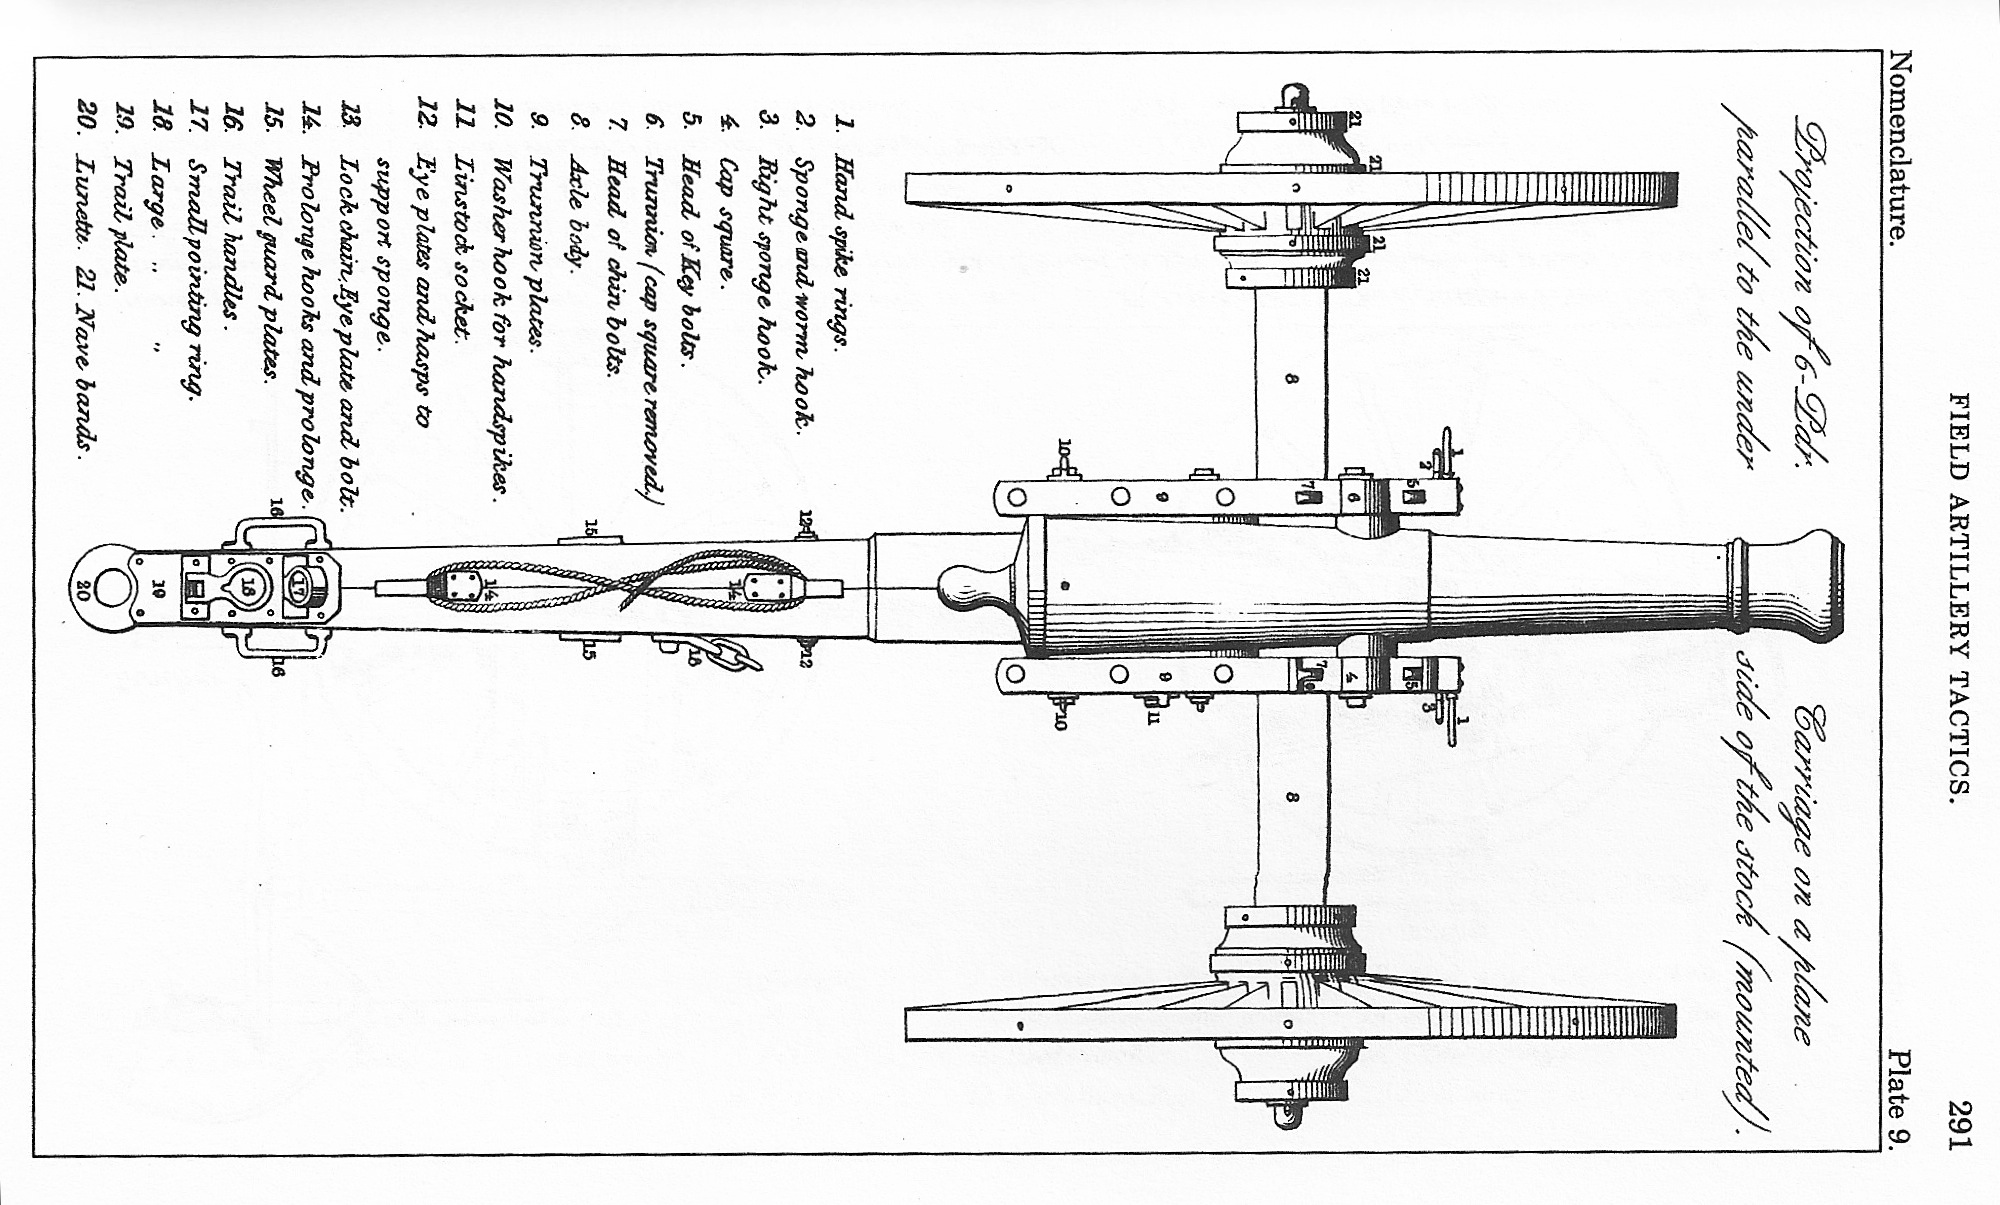 FIELD ARTILLERY TACTICS. 291
Nomenclature. Plate 9.
Projection of 6-Pdr. Carriage on a plane
parallel to the under side of the stock (mounted).
1. Hand spike rings.
2. Sponge and worm hook.
3. Right sponge hook.
4. Cap square.
5. Head of Key bolts.
6. Trunnion (cap square removed.)
7. Head of chin bolts.
8. Axle body.
9. Trunnion plates.
10. Washer hook for handspikes.
11. Linstock socket.
12. Eye plates and hasps to
support sponge.
13. Lock chain. Eye plate and bolt.
14. Prolonge hooks and prolonge.
15. Wheel guard plates.
16. Trail handles.
17. Small pointing ring.
18. Large " "
19. Trail plate.
20. Lunette. 21. Nave bands.
21
21
21
21
8
1
2
10
5
6
7
9
16
15
12
20
19
18
17
14
14
16
15
18
12
9
7
4
5
10
11
3
1
8